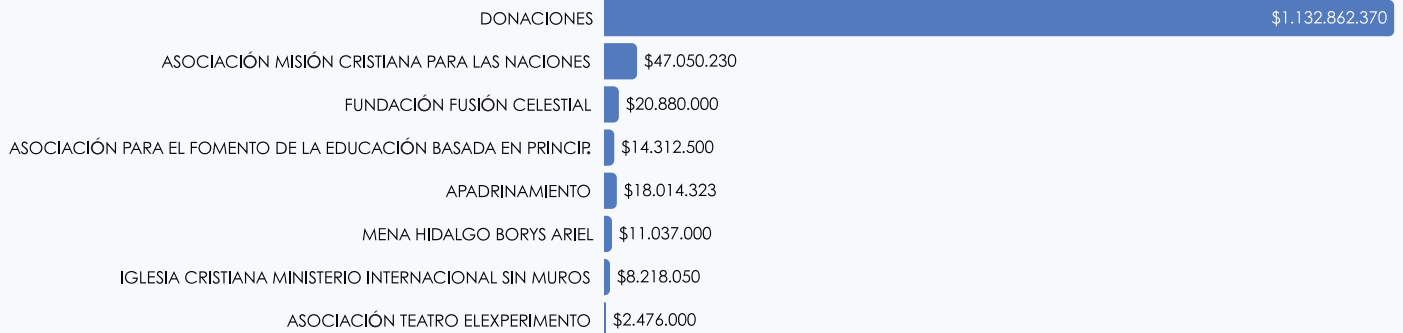 DONACIONES $1.132.862.370
ASOCIACIÓN MISIÓN CRISTIANA PARA LAS NACIONES $47.050.230
FUNDACIÓN FUSIÓN CELESTIAL $20.880.000
ASOCIACIÓN PARA EL FOMENTO DE LA EDUCACIÓN BASADA EN PRINCIP. $14.312.500
APADRINAMIENTO $18.014.323
MENA HIDALGO BORYS ARIEL $11.037.000
IGLESIA CRISTIANA MINISTERIO INTERNACIONAL SIN MUROS $8.218.050
ASOCIACIÓN TEATRO ELEXPERIMENTO $2.476.000